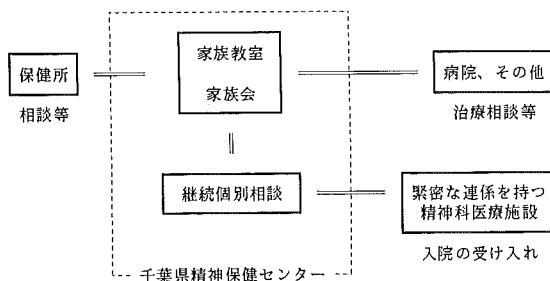 家族教室
家族会
保健所
相談等
病院、その他
治療相談等
継続個別相談
緊密な連係を持つ
精神科医療施設
入院の受け入れ
千葉県精神保健センター